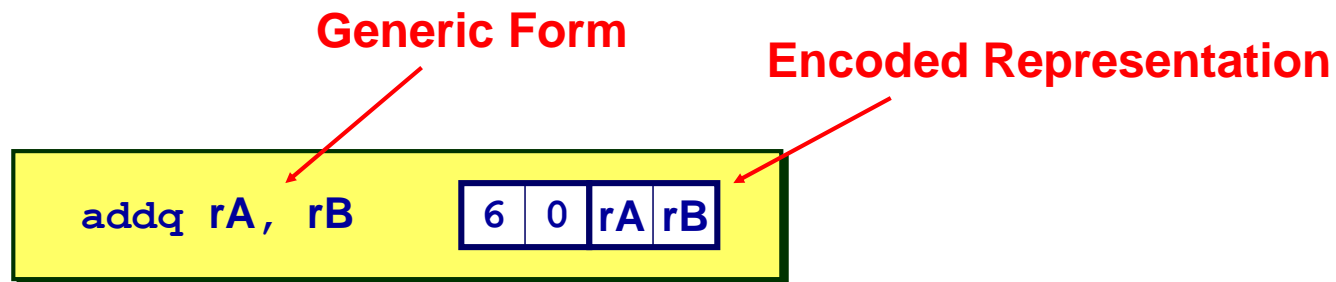 Generic Form
Encoded Representation
addq rA, rB 6 0 rA rB